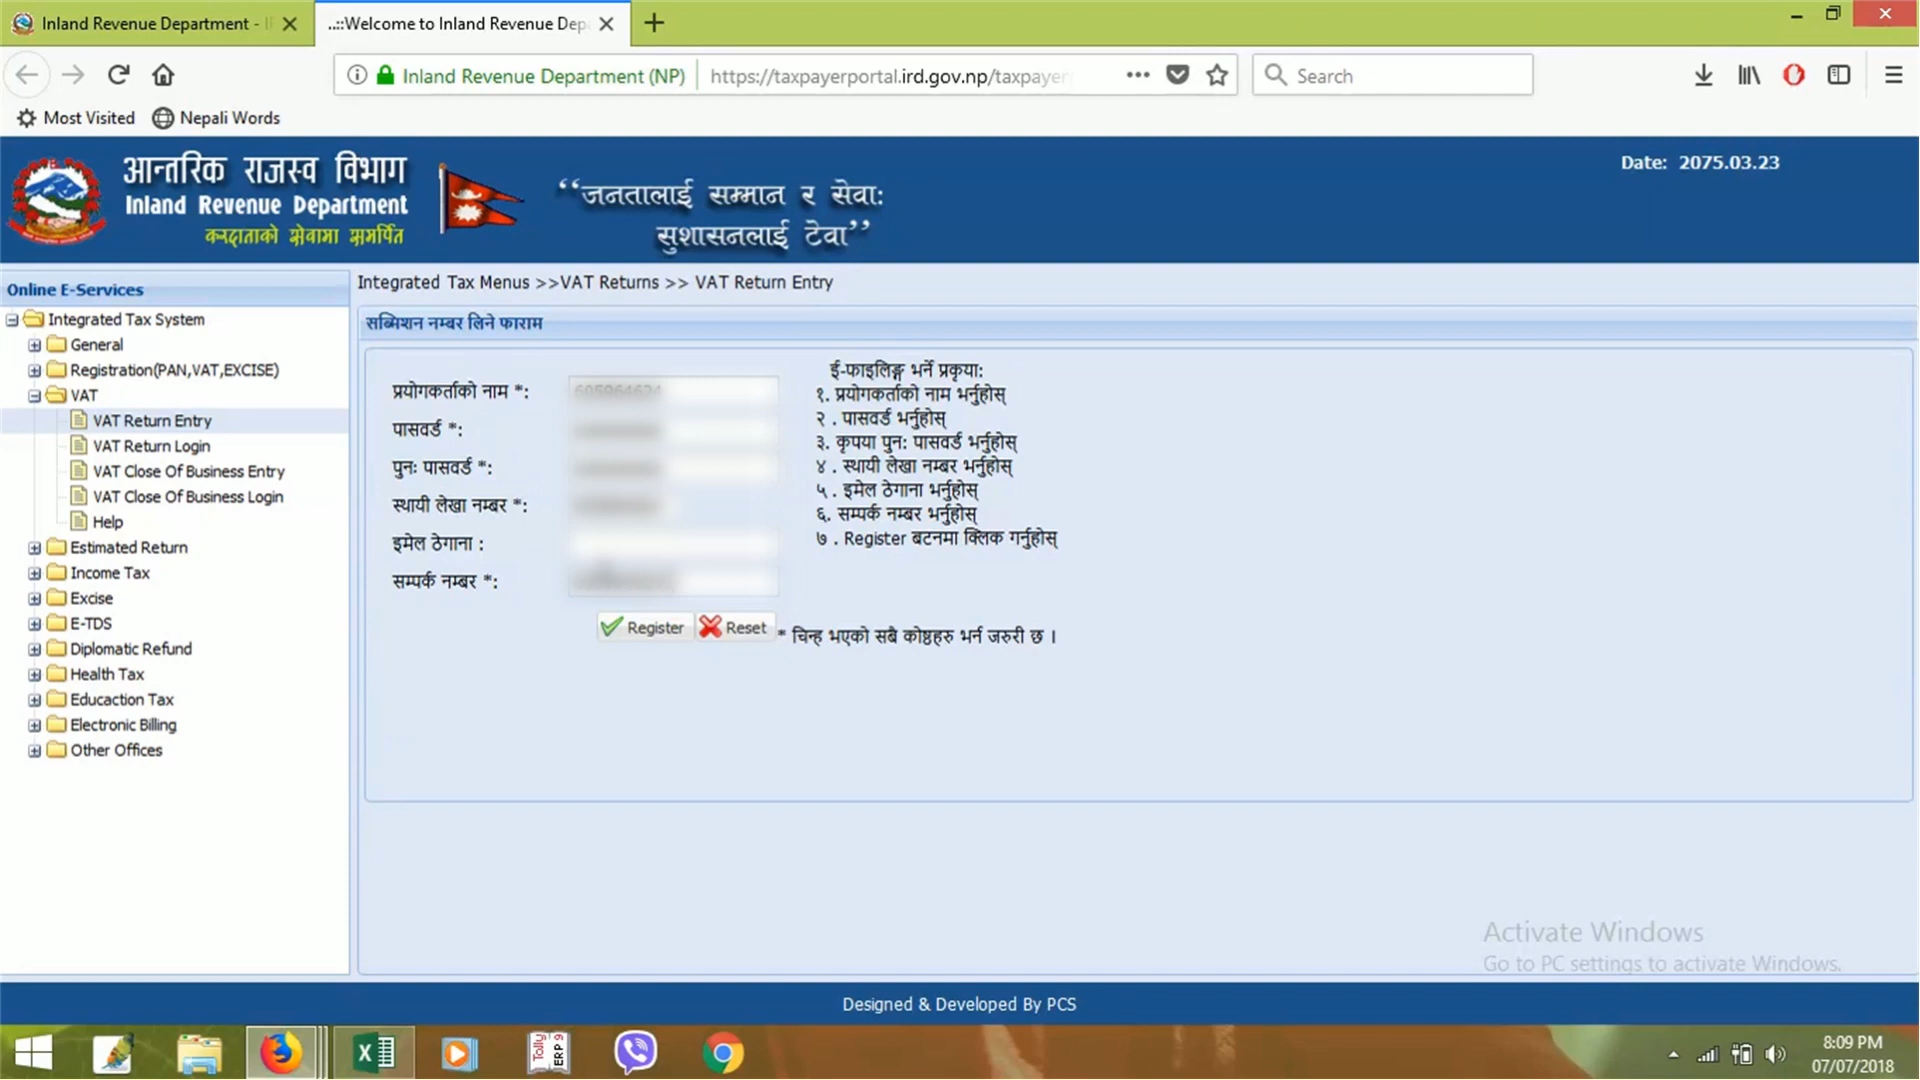 Inland Revenue Department -
..::Welcome to Inland Revenue Dep
Inland Revenue Department (NP)
https://taxpayerportal.ird.gov.np/taxpayer
Search
Most Visited
Nepali Words
आन्तरिक राजस्व विभाग
Inland Revenue Department
करदाताको सेवामा समर्पित
“जनतालाई सम्मान र सेवा:
सुशासनलाई टेवा”
Date: 2075.03.23
Online E-Services
Integrated Tax System
General
Registration(PAN,VAT,EXCISE)
VAT
VAT Return Entry
VAT Return Login
VAT Close Of Business Entry
VAT Close Of Business Login
Help
Estimated Return
Income Tax
Excise
E-TDS
Diplomatic Refund
Health Tax
Educaction Tax
Electronic Billing
Other Offices
Integrated Tax Menus >>VAT Returns >> VAT Return Entry
सब्मिशन नम्बर लिने फाराम
प्रयोगकर्ताको नाम *:
पासवर्ड *:
पुनः पासवर्ड *:
स्थायी लेखा नम्बर *:
इमेल ठेगाना :
सम्पर्क नम्बर *:
Register
Reset
* चिन्ह भएको सबै कोष्ठहरु भर्न जरुरी छ ।
ई-फाइलिङ्ग भर्ने प्रकृया:
१. प्रयोगकर्ताको नाम भर्नुहोस्
२ . पासवर्ड भर्नुहोस्
३. कृपया पुन: पासवर्ड भर्नुहोस्
४ . स्थायी लेखा नम्बर भर्नुहोस्
५ . इमेल ठेगाना भर्नुहोस्
६. सम्पर्क नम्बर भर्नुहोस्
७ . Register बटनमा क्लिक गर्नुहोस्
Activate Windows
Go to PC settings to activate Windows.
Designed & Developed By PCS
Tally
ERP 9
8:09 PM
07/07/2018